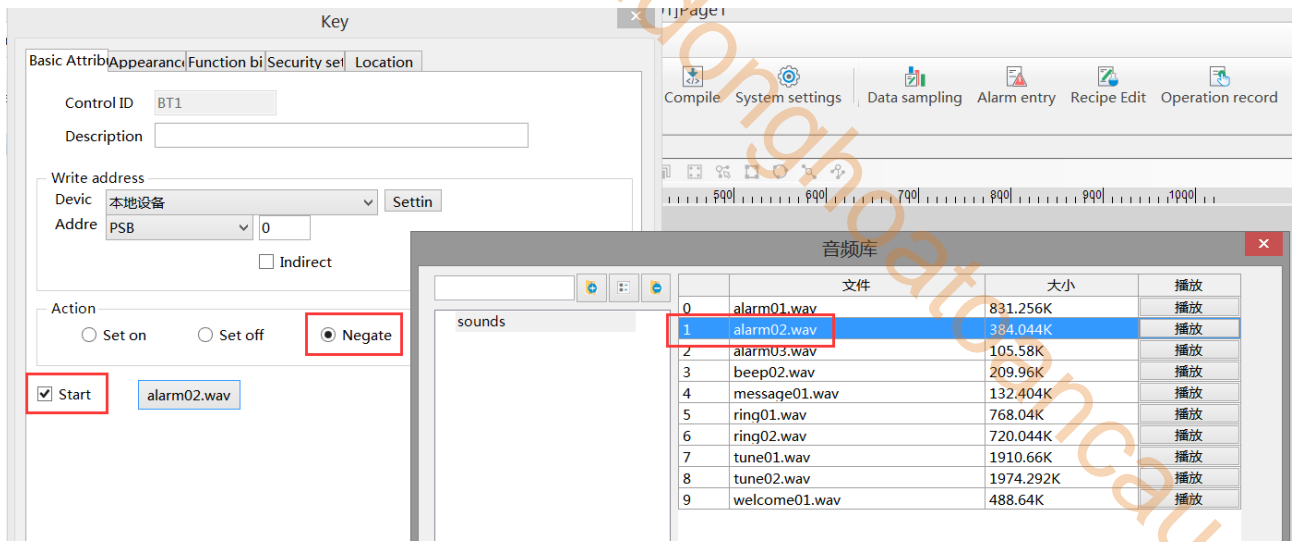 Key
Basic Attribu Appearanc Function bi Security set Location
Control ID BT1
Description
Write address
Devic 本地设备 Settin
Addre PSB 0
Indirect
Action
Set on Set off Negate
Start alarm02.wav
Page1
Compile System settings Data sampling Alarm entry Recipe Edit Operation record
500 600 700 800 900 1000
音频库
sounds
文件 大小 播放
0 alarm01.wav 831.256K 播放
1 alarm02.wav 384.044K 播放
2 alarm03.wav 105.58K 播放
3 beep02.wav 209.96K 播放
4 message01.wav 132.404K 播放
5 ring01.wav 768.04K 播放
6 ring02.wav 720.044K 播放
7 tune01.wav 1910.66K 播放
8 tune02.wav 1974.292K 播放
9 welcome01.wav 488.64K 播放
donghoatoancau